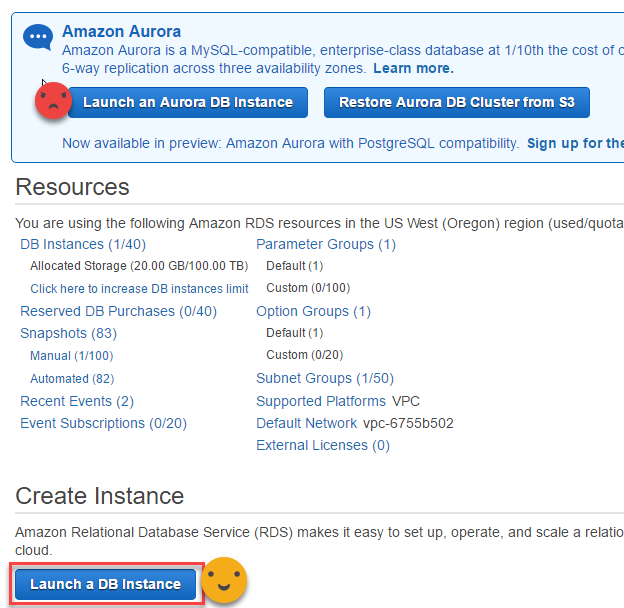 Amazon Aurora
Amazon Aurora is a MySQL-compatible, enterprise-class database at 1/10th the cost of
6-way replication across three availability zones. Learn more.
Launch an Aurora DB Instance Restore Aurora DB Cluster from S3
Now available in preview: Amazon Aurora with PostgreSQL compatibility. Sign up for the
Resources
You are using the following Amazon RDS resources in the US West (Oregon) region (used/quota
DB Instances (1/40) Parameter Groups (1)
Allocated Storage (20.00 GB/100.00 TB) Default (1)
Click here to increase DB instances limit Custom (0/100)
Reserved DB Purchases (0/40) Option Groups (1)
Snapshots (83) Default (1)
Manual (1/100) Custom (0/20)
Automated (82) Subnet Groups (1/50)
Recent Events (2) Supported Platforms VPC
Event Subscriptions (0/20) Default Network vpc-6755b502
External Licenses (0)
Create Instance
Amazon Relational Database Service (RDS) makes it easy to set up, operate, and scale a relatio
cloud.
Launch a DB Instance